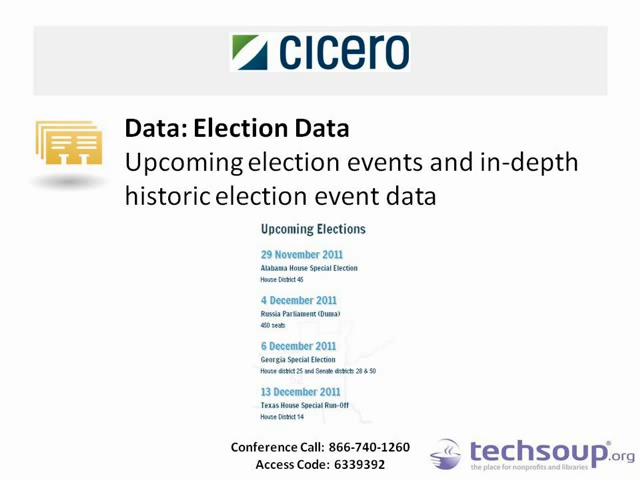 cicero
Data: Election Data
Upcoming election events and in-depth
historic election event data
Upcoming Elections
29 November 2011
Alabama House Special Election
House District 45
4 December 2011
Russia Parliament (Duma)
450 seats
6 December 2011
Georgia Special Election
House district 25 and Senate districts 28 & 50
13 December 2011
Texas House Special Run-Off
House District 14
Conference Call: 866-740-1260
Access Code: 6339392
techsoup.org
the place for nonprofits and libraries